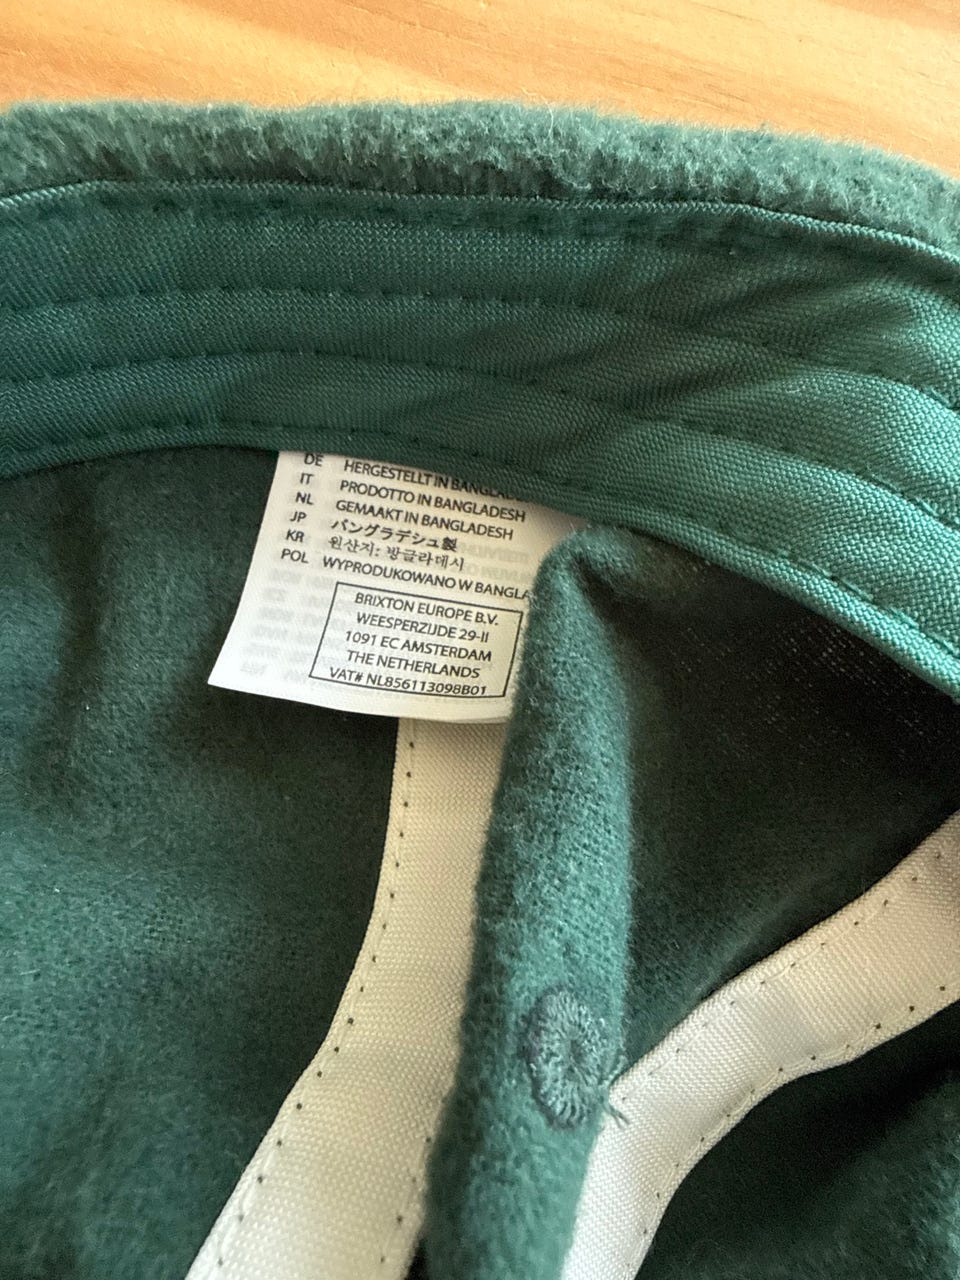 DE HERGESTELLT IN BANGLADESCH
IT PRODOTTO IN BANGLADESH
NL GEMAAKT IN BANGLADESH
JP バングラデシュ製
KR 원산지: 방글라데시
POL WYPRODUKOWANO W BANGLA
BRIXTON EUROPE B.V.
WEESPERZIJDE 29-II
1091 EC AMSTERDAM
THE NETHERLANDS
VAT# NL856113098B01